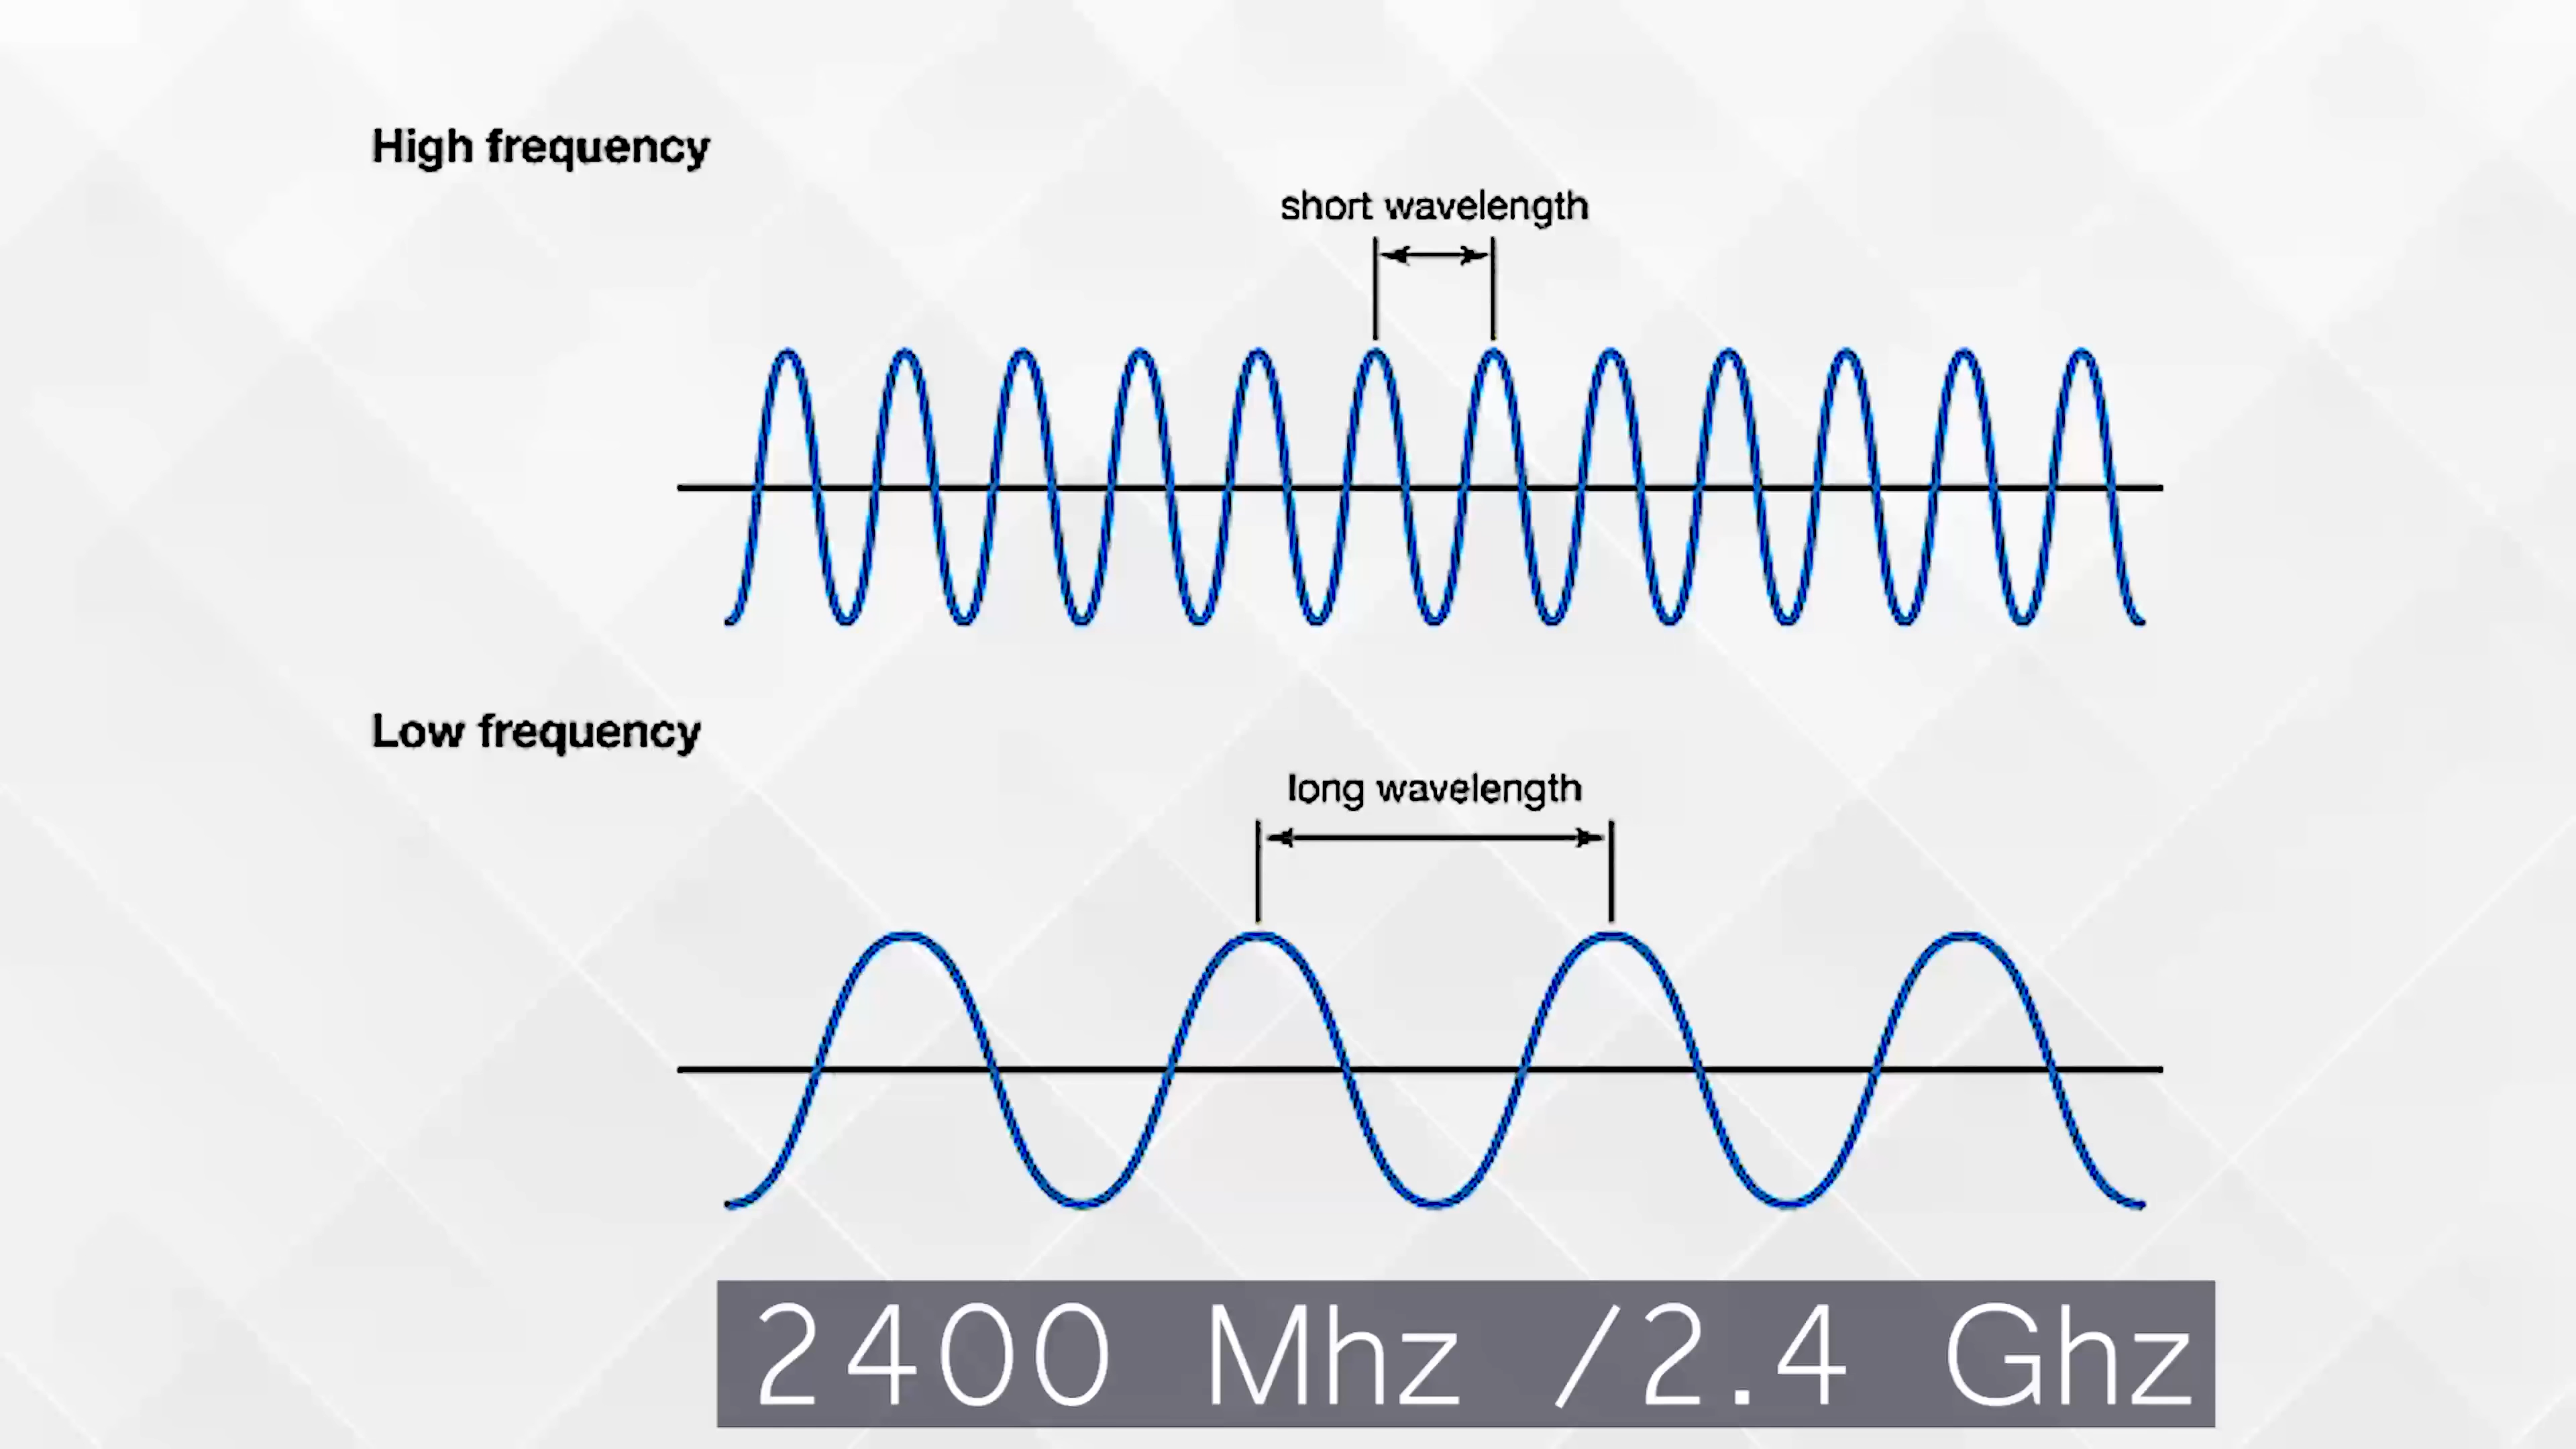 High frequency
short wavelength
Low frequency
long wavelength
2400 Mhz /2.4 Ghz